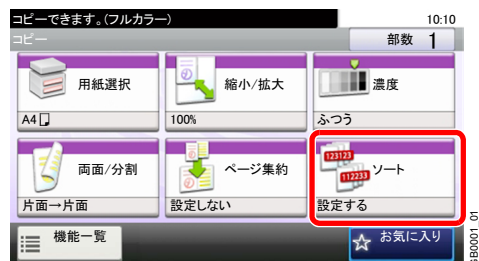 コピーできます。(フルカラー)
10:10
コピー
部数 1
用紙選択
A4
縮小/拡大
100%
濃度
ふつう
両面/分割
片面→片面
ページ集約
設定しない
123123
112233
ソート
設定する
機能一覧
お気に入り
GB0001_01